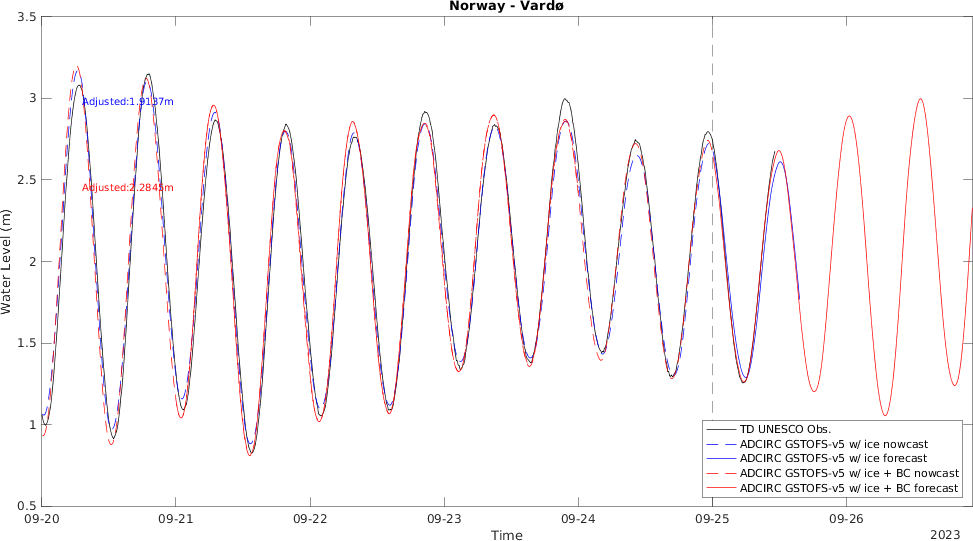 Norway - Vardø
3.5
3
2.5
2
1.5
1
0.5
Water Level (m)
Adjusted:1.9137m
Adjusted:2.2845m
TD UNESCO Obs.
ADCIRC GSTOFS-v5 w/ ice nowcast
ADCIRC GSTOFS-v5 w/ ice forecast
ADCIRC GSTOFS-v5 w/ ice + BC nowcast
ADCIRC GSTOFS-v5 w/ ice + BC forecast
09-20 09-21 09-22 09-23 09-24 09-25 09-26
Time
2023